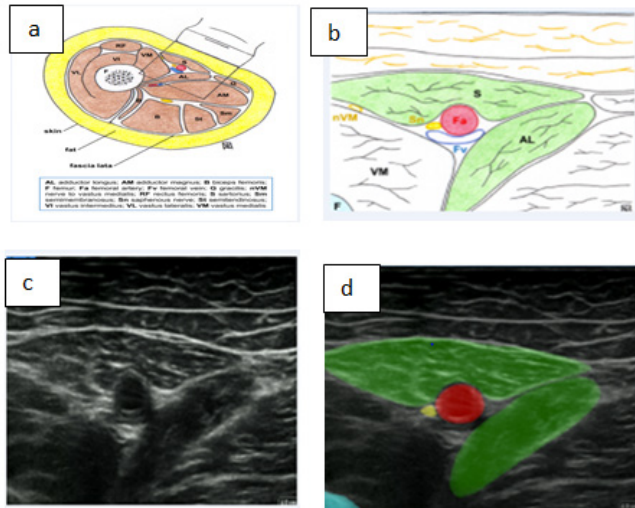 a
RF
VM
VI
VL
S
AL
G
AM
B
St
Sm
skin
fat
fascia lata
AL adductor longus; AM adductor magnus; B biceps femoris;
F femur; Fa femoral artery; Fv femoral vein; G gracilis; nVM
nerve to vastus medialis; RF rectus femoris; S sartorius; Sm
semimembranosus; Sn saphenous nerve; St semitendinosus;
VI vastus intermedius; VL vastus lateralis; VM vastus medialis
b
S
nVM
Sn
Fa
Fv
AL
VM
F
c
d